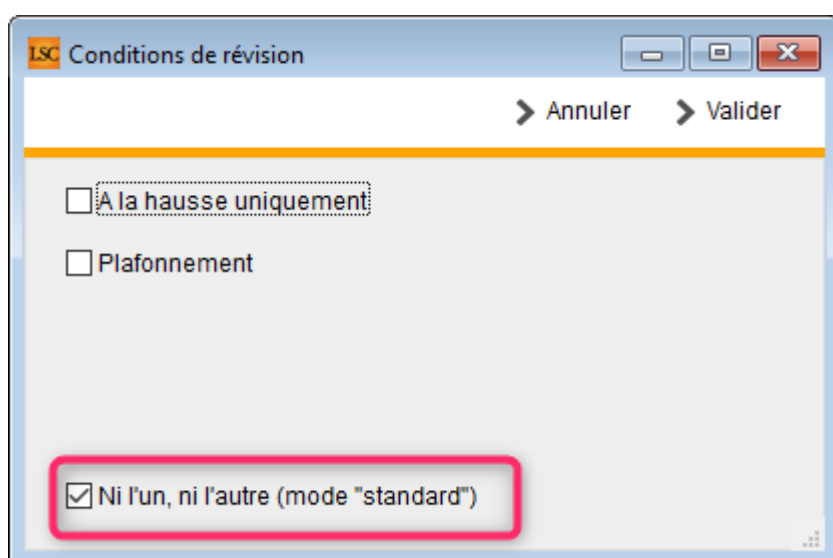 LSC Conditions de révision
Annuler Valider
A la hausse uniquement
Plafonnement
Ni l'un, ni l'autre (mode "standard")